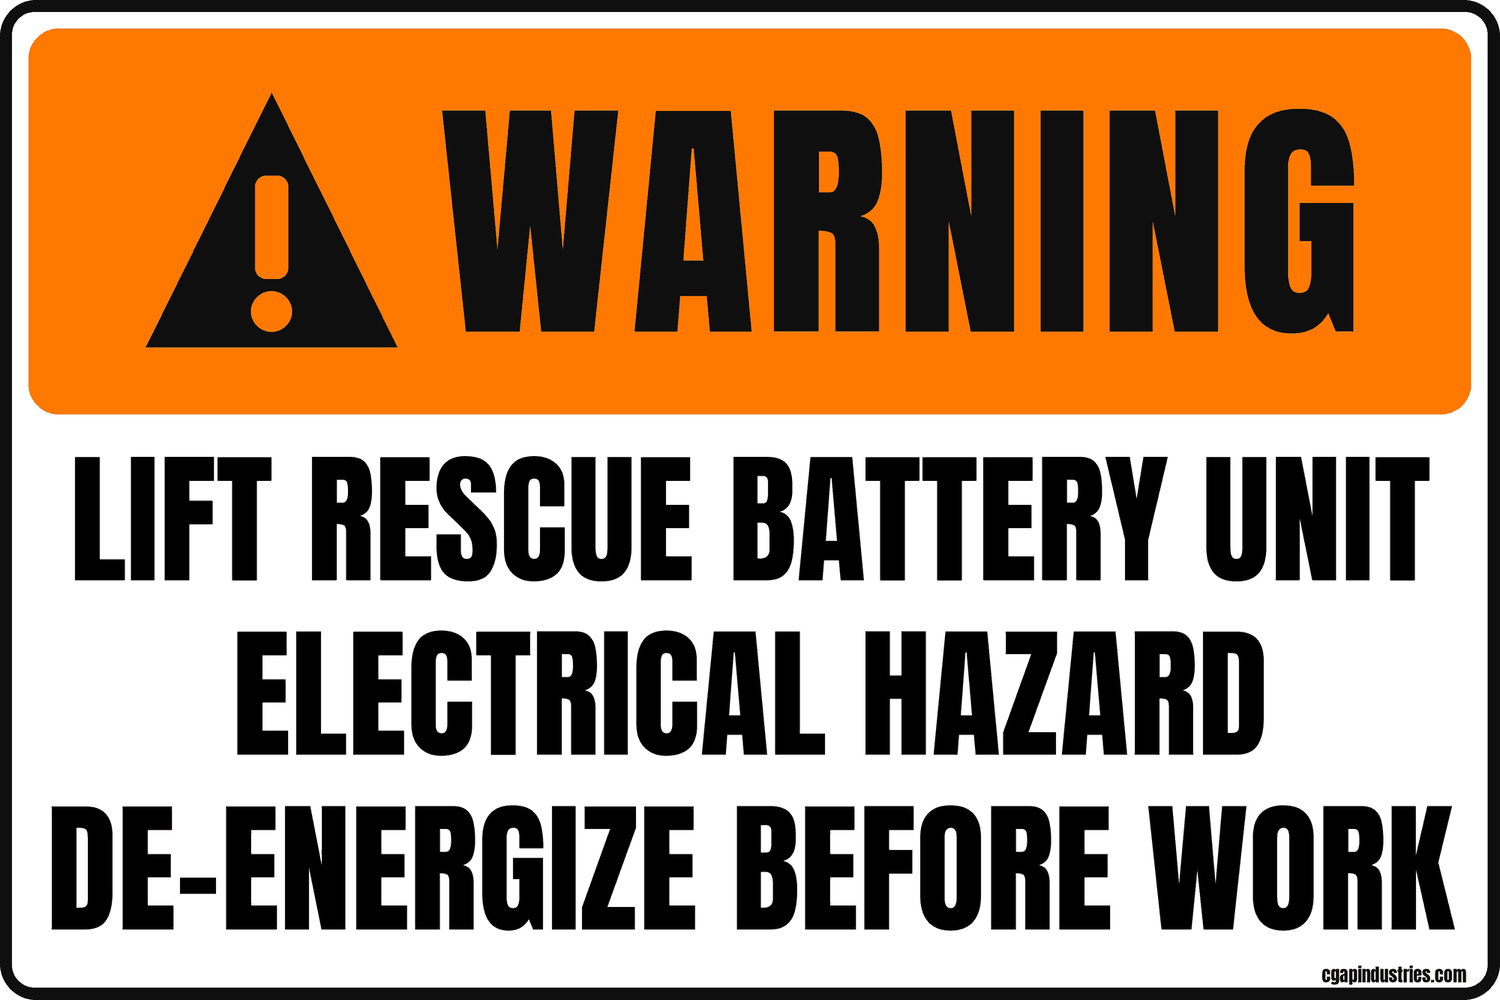 WARNING
LIFT RESCUE BATTERY UNIT
ELECTRICAL HAZARD
DE-ENERGIZE BEFORE WORK
cgapindustries.com